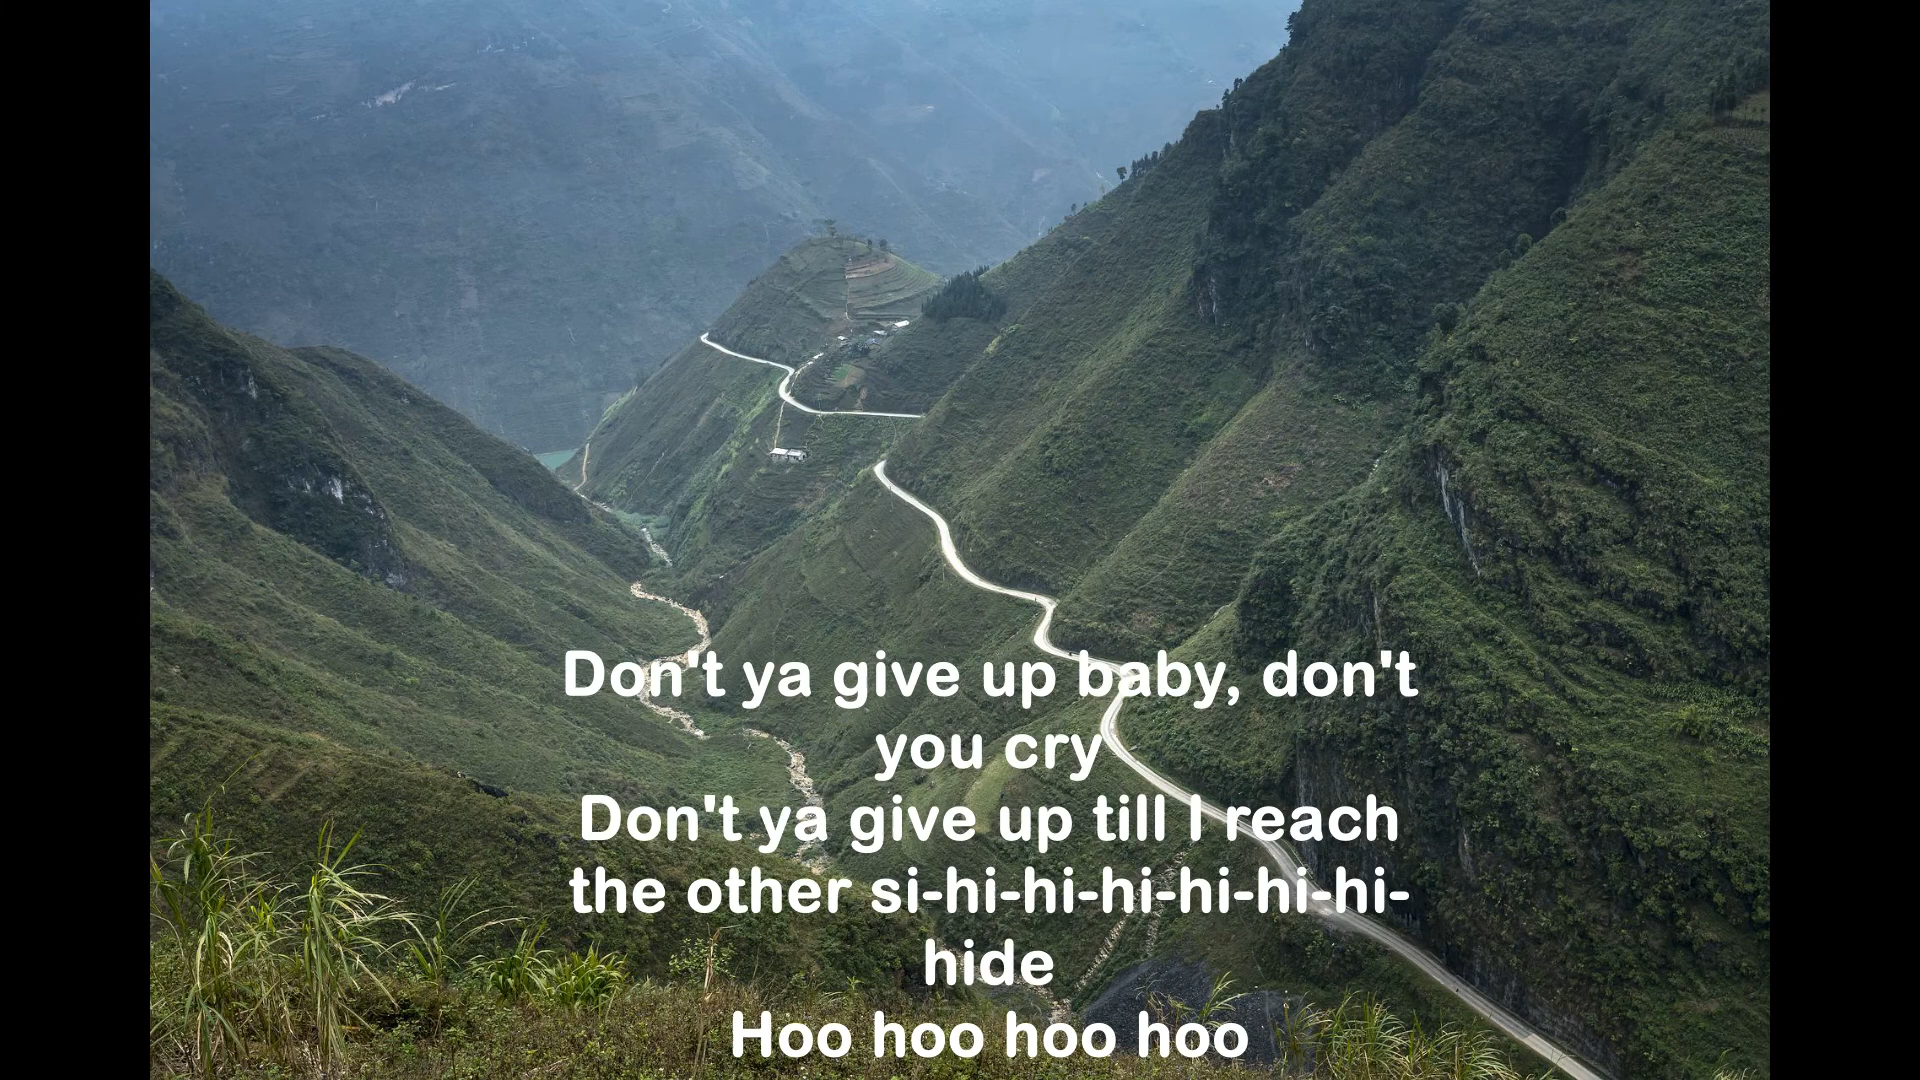 Don't ya give up baby, don't
you cry
Don't ya give up till I reach
the other si-hi-hi-hi-hi-hi-hi-
hide
Hoo hoo hoo hoo